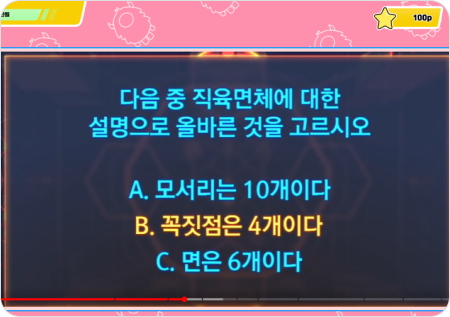 100p
다음 중 직육면체에 대한
설명으로 올바른 것을 고르시오
A. 모서리는 10개이다
B. 꼭짓점은 4개이다
C. 면은 6개이다